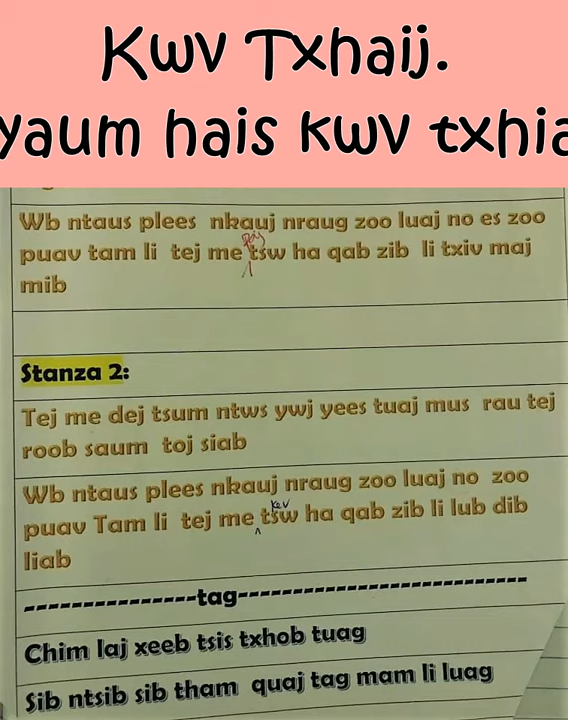 Kwv Txhaij.
yaum hais kwv txhia
Wb ntaus plees nkauj nraug zoo luaj no es zoo
puav tam li tej me tsw ha qab zib li txiv maj
mib
Stanza 2:
Tej me dej tsum ntws ywj yees tuaj mus rau tej
roob saum toj siab
Wb ntaus plees nkauj nraug zoo luaj no zoo
kev
puav Tam li tej me tsw ha qab zib li lub dib
liab
---------------tag--------------------------
Chim laj xeeb tsis txhob tuag
Sib ntsib sib tham quaj tag mam li luag